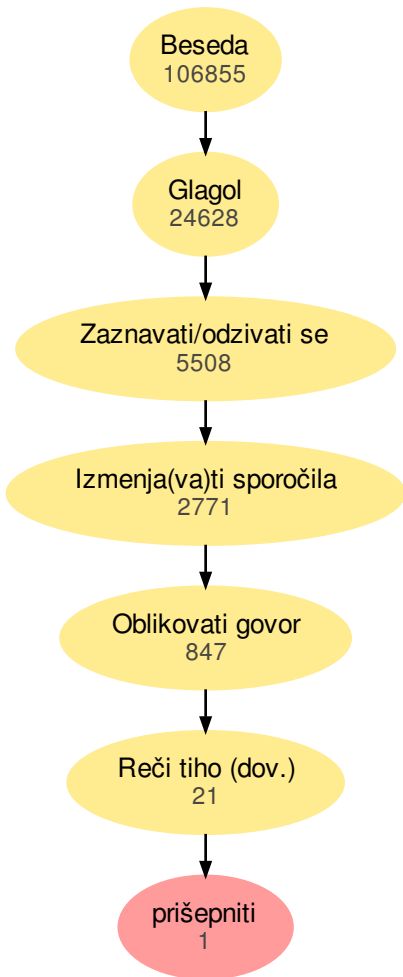 Beseda
106855
Glagol
24628
Zaznavati/odzivati se
5508
Izmenja(va)ti sporočila
2771
Oblikovati govor
847
Reči tiho (dov.)
21
prišepniti
1